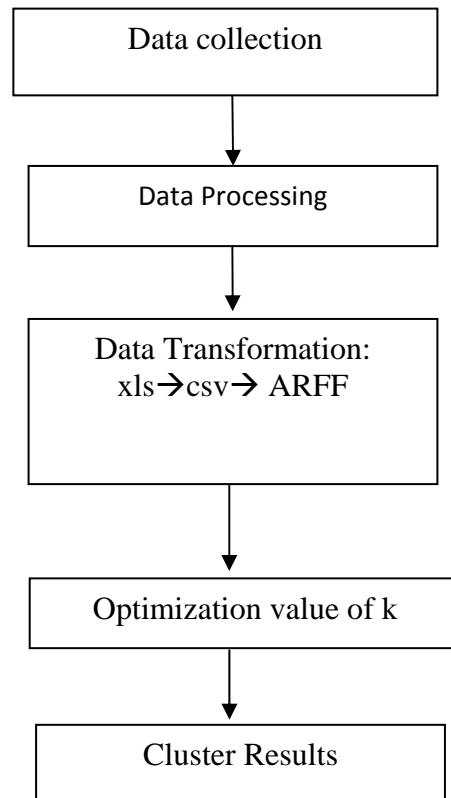 Data collection
Data Processing
Data Transformation:
xls→csv→ ARFF
Optimization value of k
Cluster Results